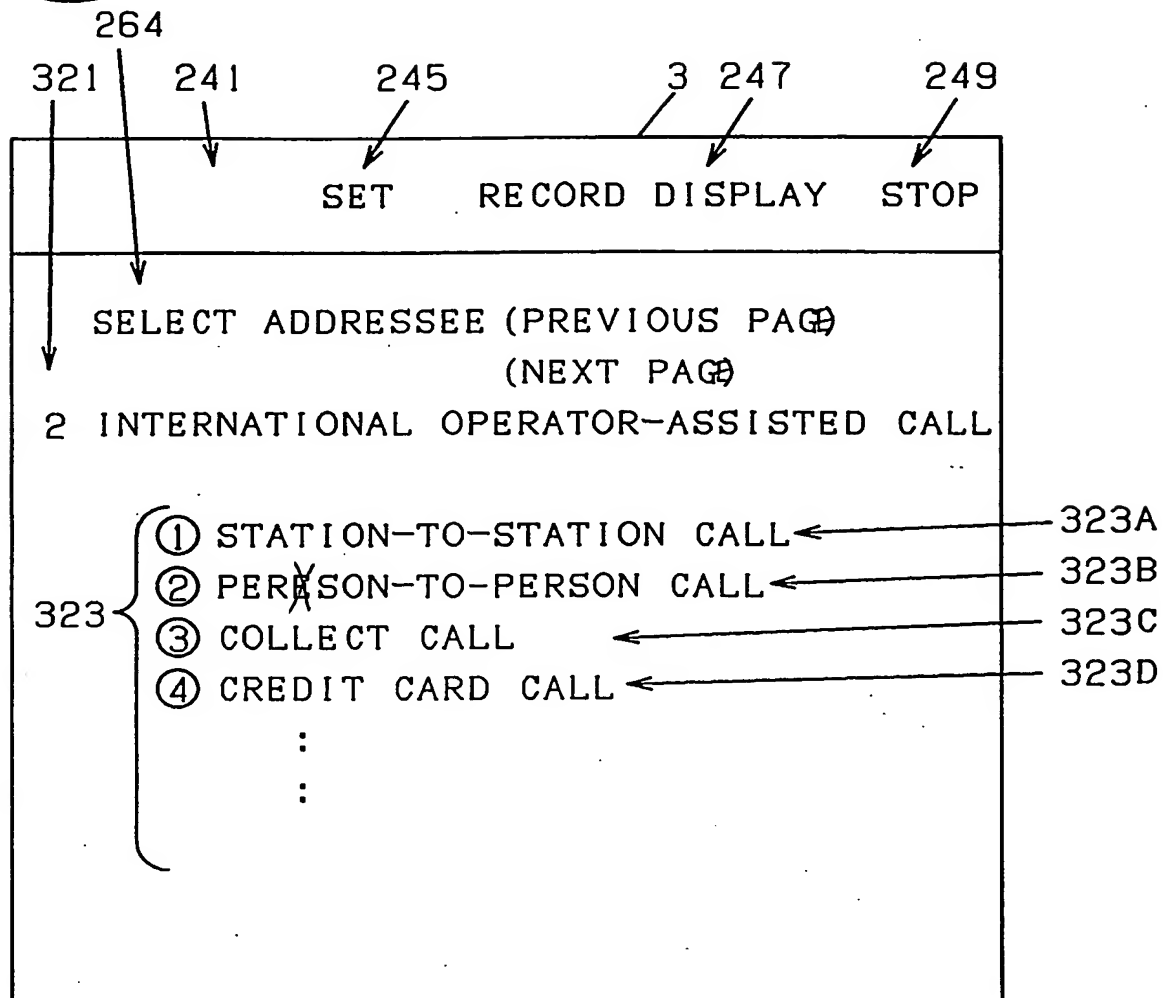 264
321 241 245 3 247 249
SET RECORD DISPLAY STOP
SELECT ADDRESSEE (PREVIOUS PAGE)
(NEXT PAGE)
2 INTERNATIONAL OPERATOR-ASSISTED CALL
① STATION-TO-STATION CALL 323A
② PERSON-TO-PERSON CALL 323B
323
③ COLLECT CALL 323C
④ CREDIT CARD CALL 323D
:
: